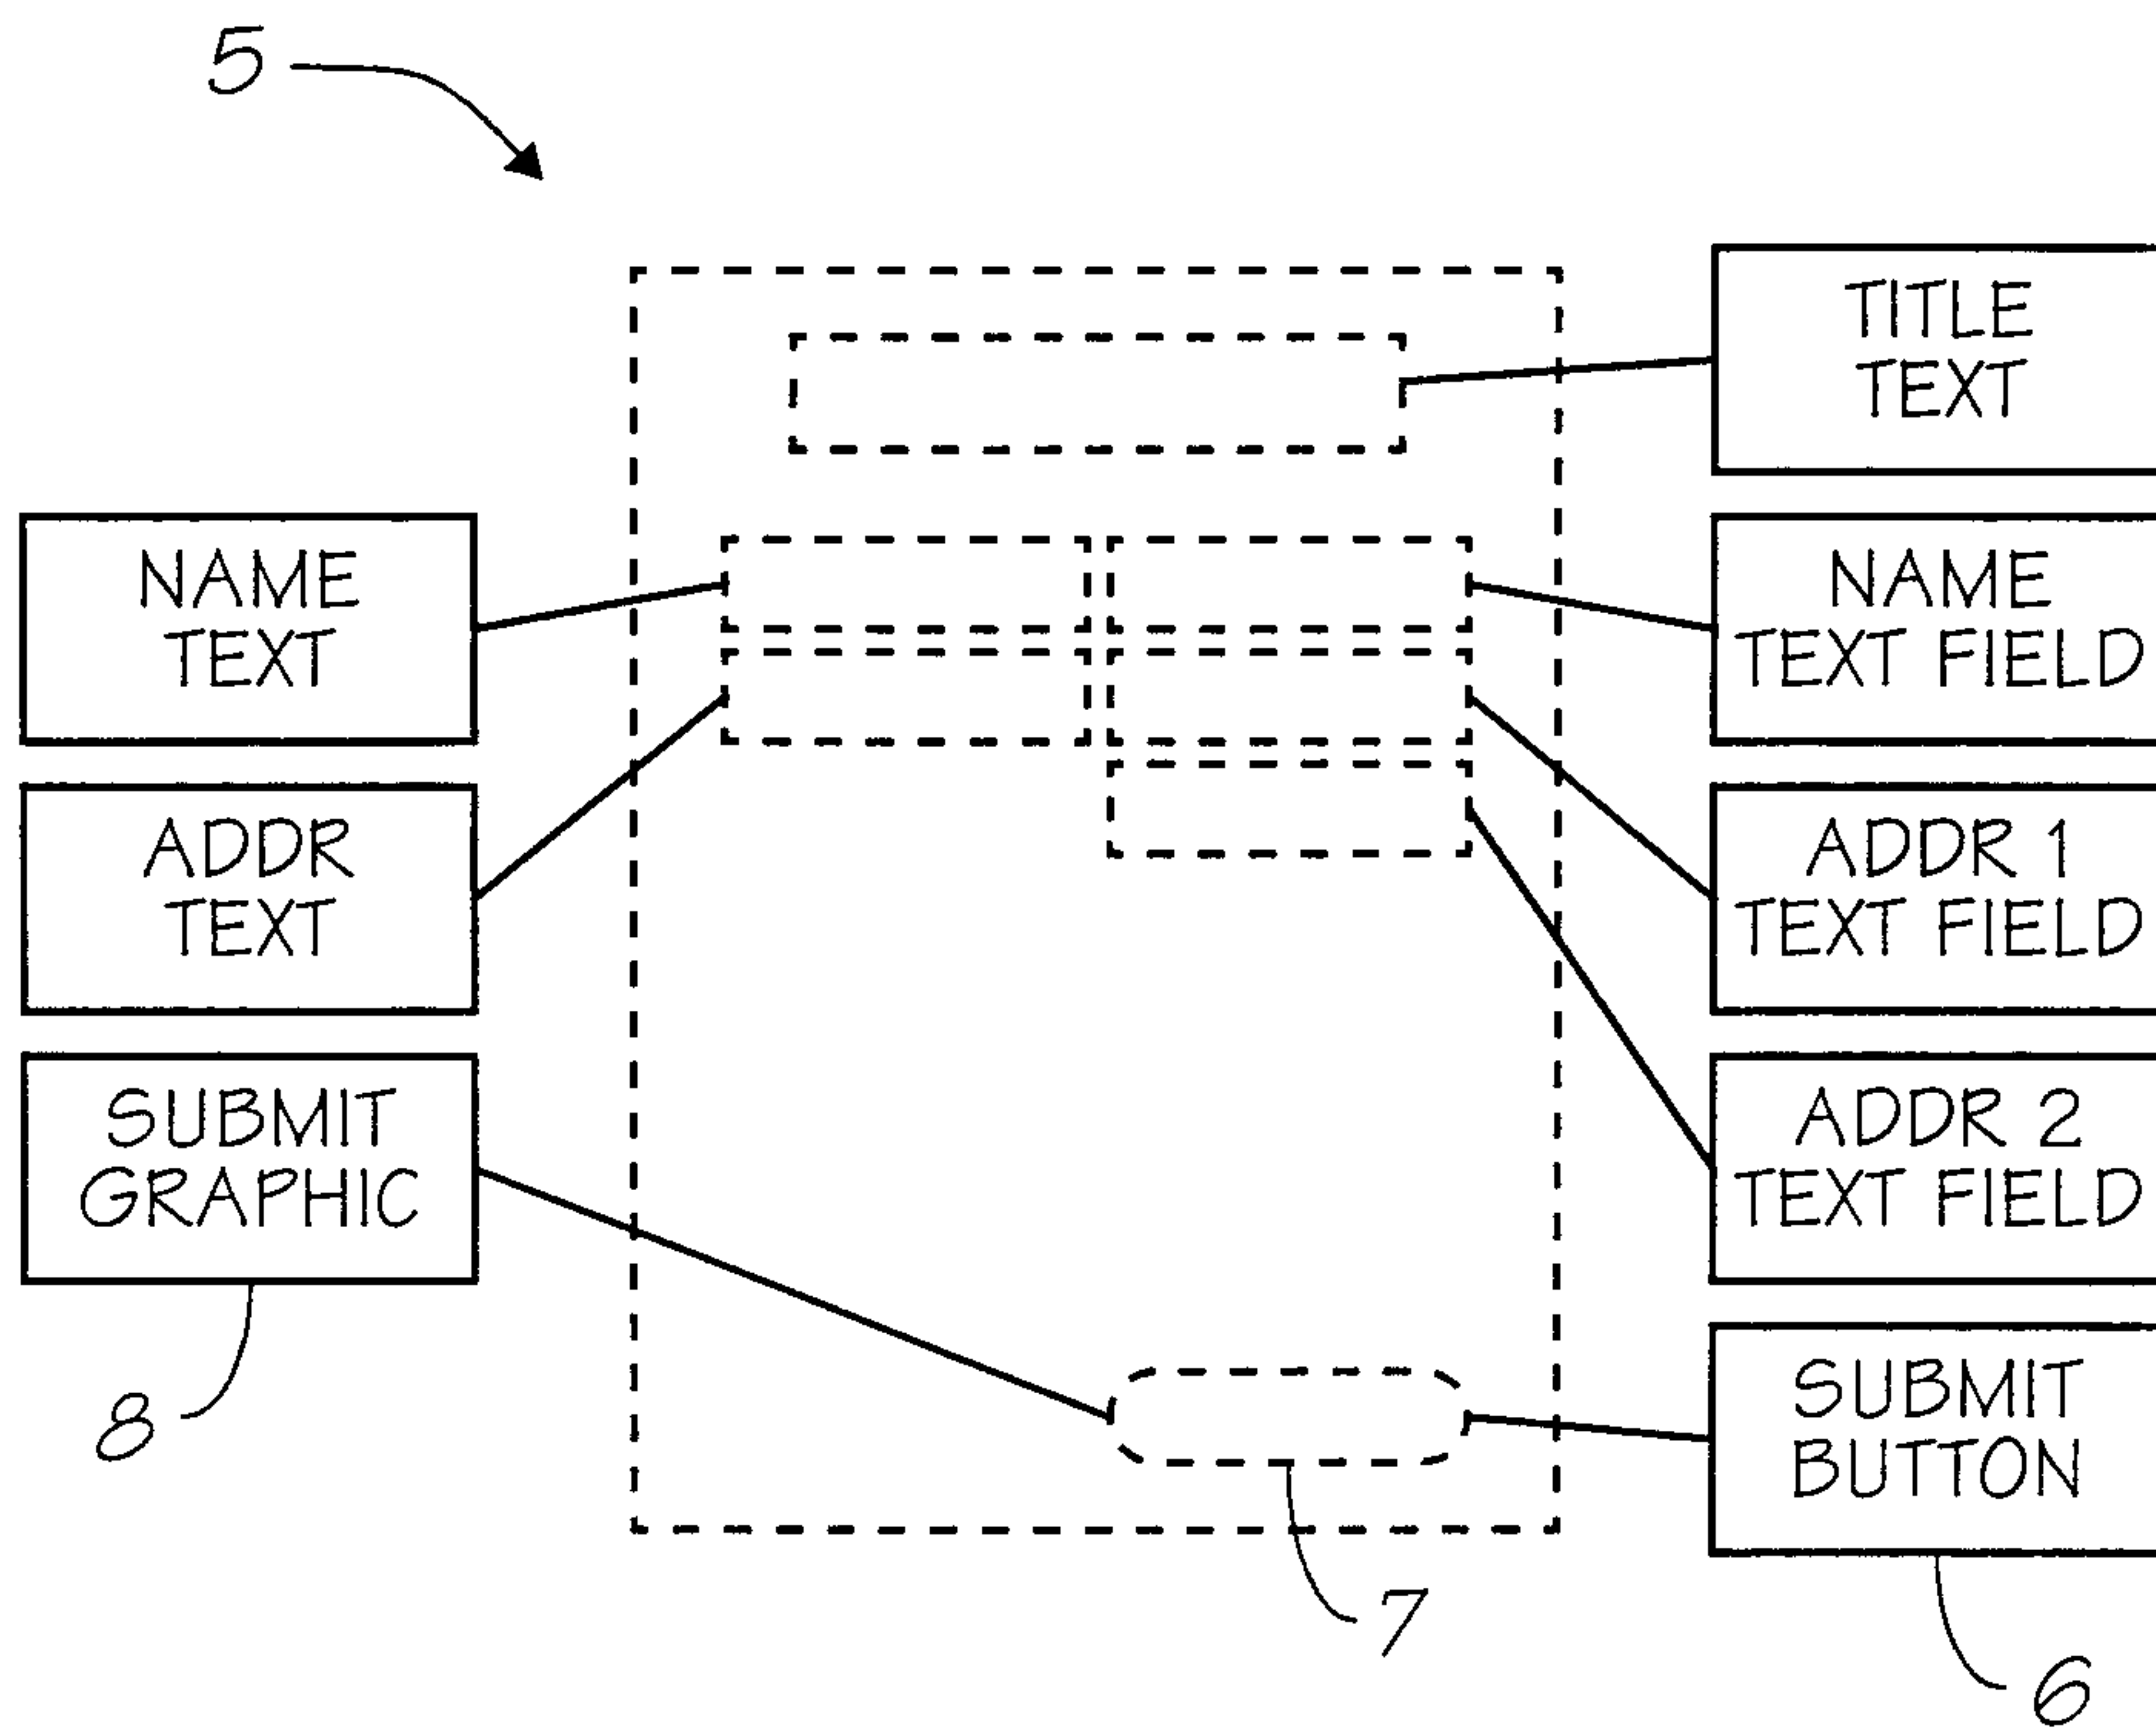 5
TITLE
TEXT
NAME
TEXT
NAME
TEXT FIELD
ADDR
TEXT
ADDR 1
TEXT FIELD
SUBMIT
GRAPHIC
ADDR 2
TEXT FIELD
SUBMIT
BUTTON
8
7
6